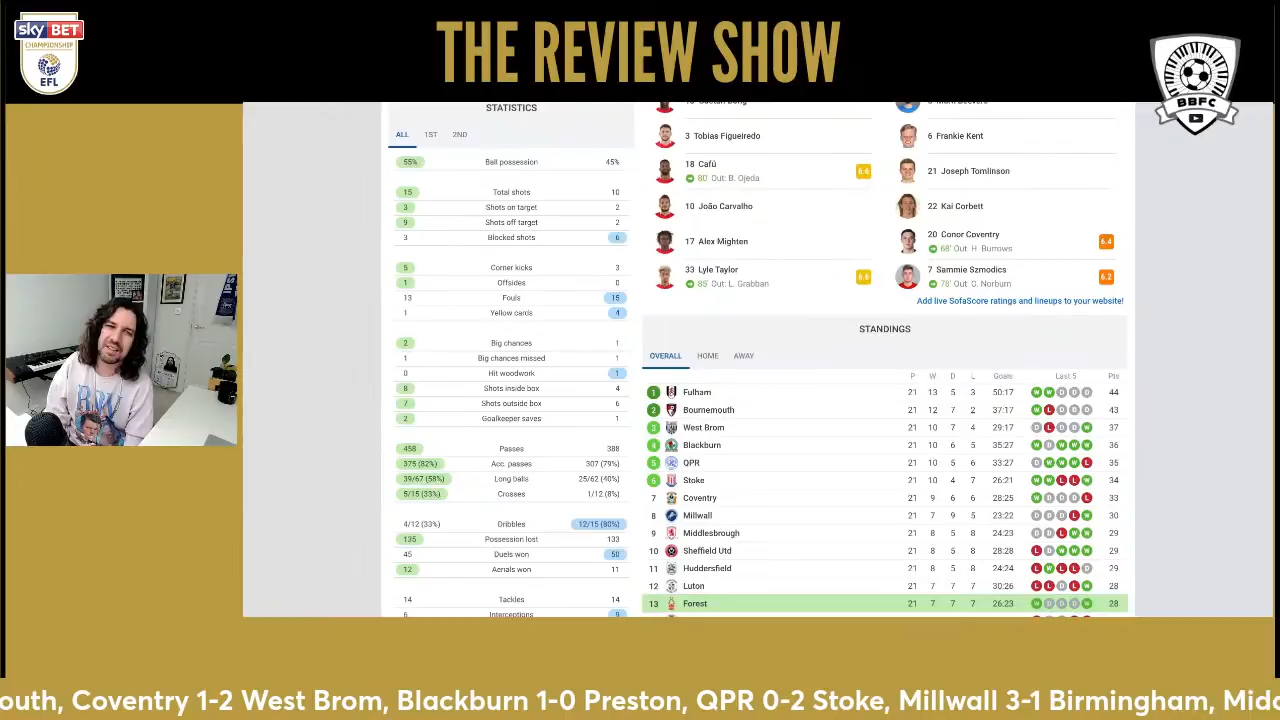 THE REVIEW SHOW
sky BET
CHAMPIONSHIP
EFL
BBFC
STATISTICS
ALL 1ST 2ND
55% Ball possession 45%
15 Total shots 10
3 Shots on target 2
9 Shots off target 2
3 Blocked shots 6
5 Corner kicks 3
1 Offsides 0
13 Fouls 15
1 Yellow cards 4
2 Big chances 1
1 Big chances missed 1
0 Hit woodwork 1
8 Shots inside box 4
7 Shots outside box 6
2 Goalkeeper saves 1
458 Passes 388
375 (82%) Acc. passes 307 (79%)
39/67 (58%) Long balls 25/62 (40%)
5/15 (33%) Crosses 1/12 (8%)
4/12 (33%) Dribbles 12/15 (80%)
135 Possession lost 133
45 Duels won 50
12 Aerials won 11
14 Tackles 14
6 Interceptions 9
3 Tobias Figueiredo
18 Cafú 6.6
80' Out: B. Ojeda
10 João Carvalho
17 Alex Mighten
33 Lyle Taylor 6.6
85' Out: L. Grabban
6 Frankie Kent
21 Joseph Tomlinson
22 Kai Corbett
20 Conor Coventry 6.4
68' Out: H. Burrows
7 Sammie Szmodics 6.2
78' Out: O. Norburn
Add live SofaScore ratings and lineups to your website!
STANDINGS
OVERALL HOME AWAY
P W D L Goals Last 5 Pts
1 Fulham 21 13 5 3 50:17 W W D D D 44
2 Bournemouth 21 12 7 2 37:17 W L D D D 43
3 West Brom 21 10 7 4 29:17 D L D D W 37
4 Blackburn 21 10 6 5 35:27 W D W W W 36
5 QPR 21 10 5 6 33:27 D W W W L 35
6 Stoke 21 10 4 7 26:21 W W L L W 34
7 Coventry 21 9 6 6 28:25 W D D D L 33
8 Millwall 21 7 9 5 23:22 D D D L W 30
9 Middlesbrough 21 8 5 8 24:23 D D L W W 29
10 Sheffield Utd 21 8 5 8 28:28 L D W W W 29
11 Huddersfield 21 8 5 8 24:24 L W L L D 29
12 Luton 21 7 7 7 30:26 L L D L W 28
13 Forest 21 7 7 7 26:23 W D D D W 28
outh, Coventry 1-2 West Brom, Blackburn 1-0 Preston, QPR 0-2 Stoke, Millwall 3-1 Birmingham, Midd